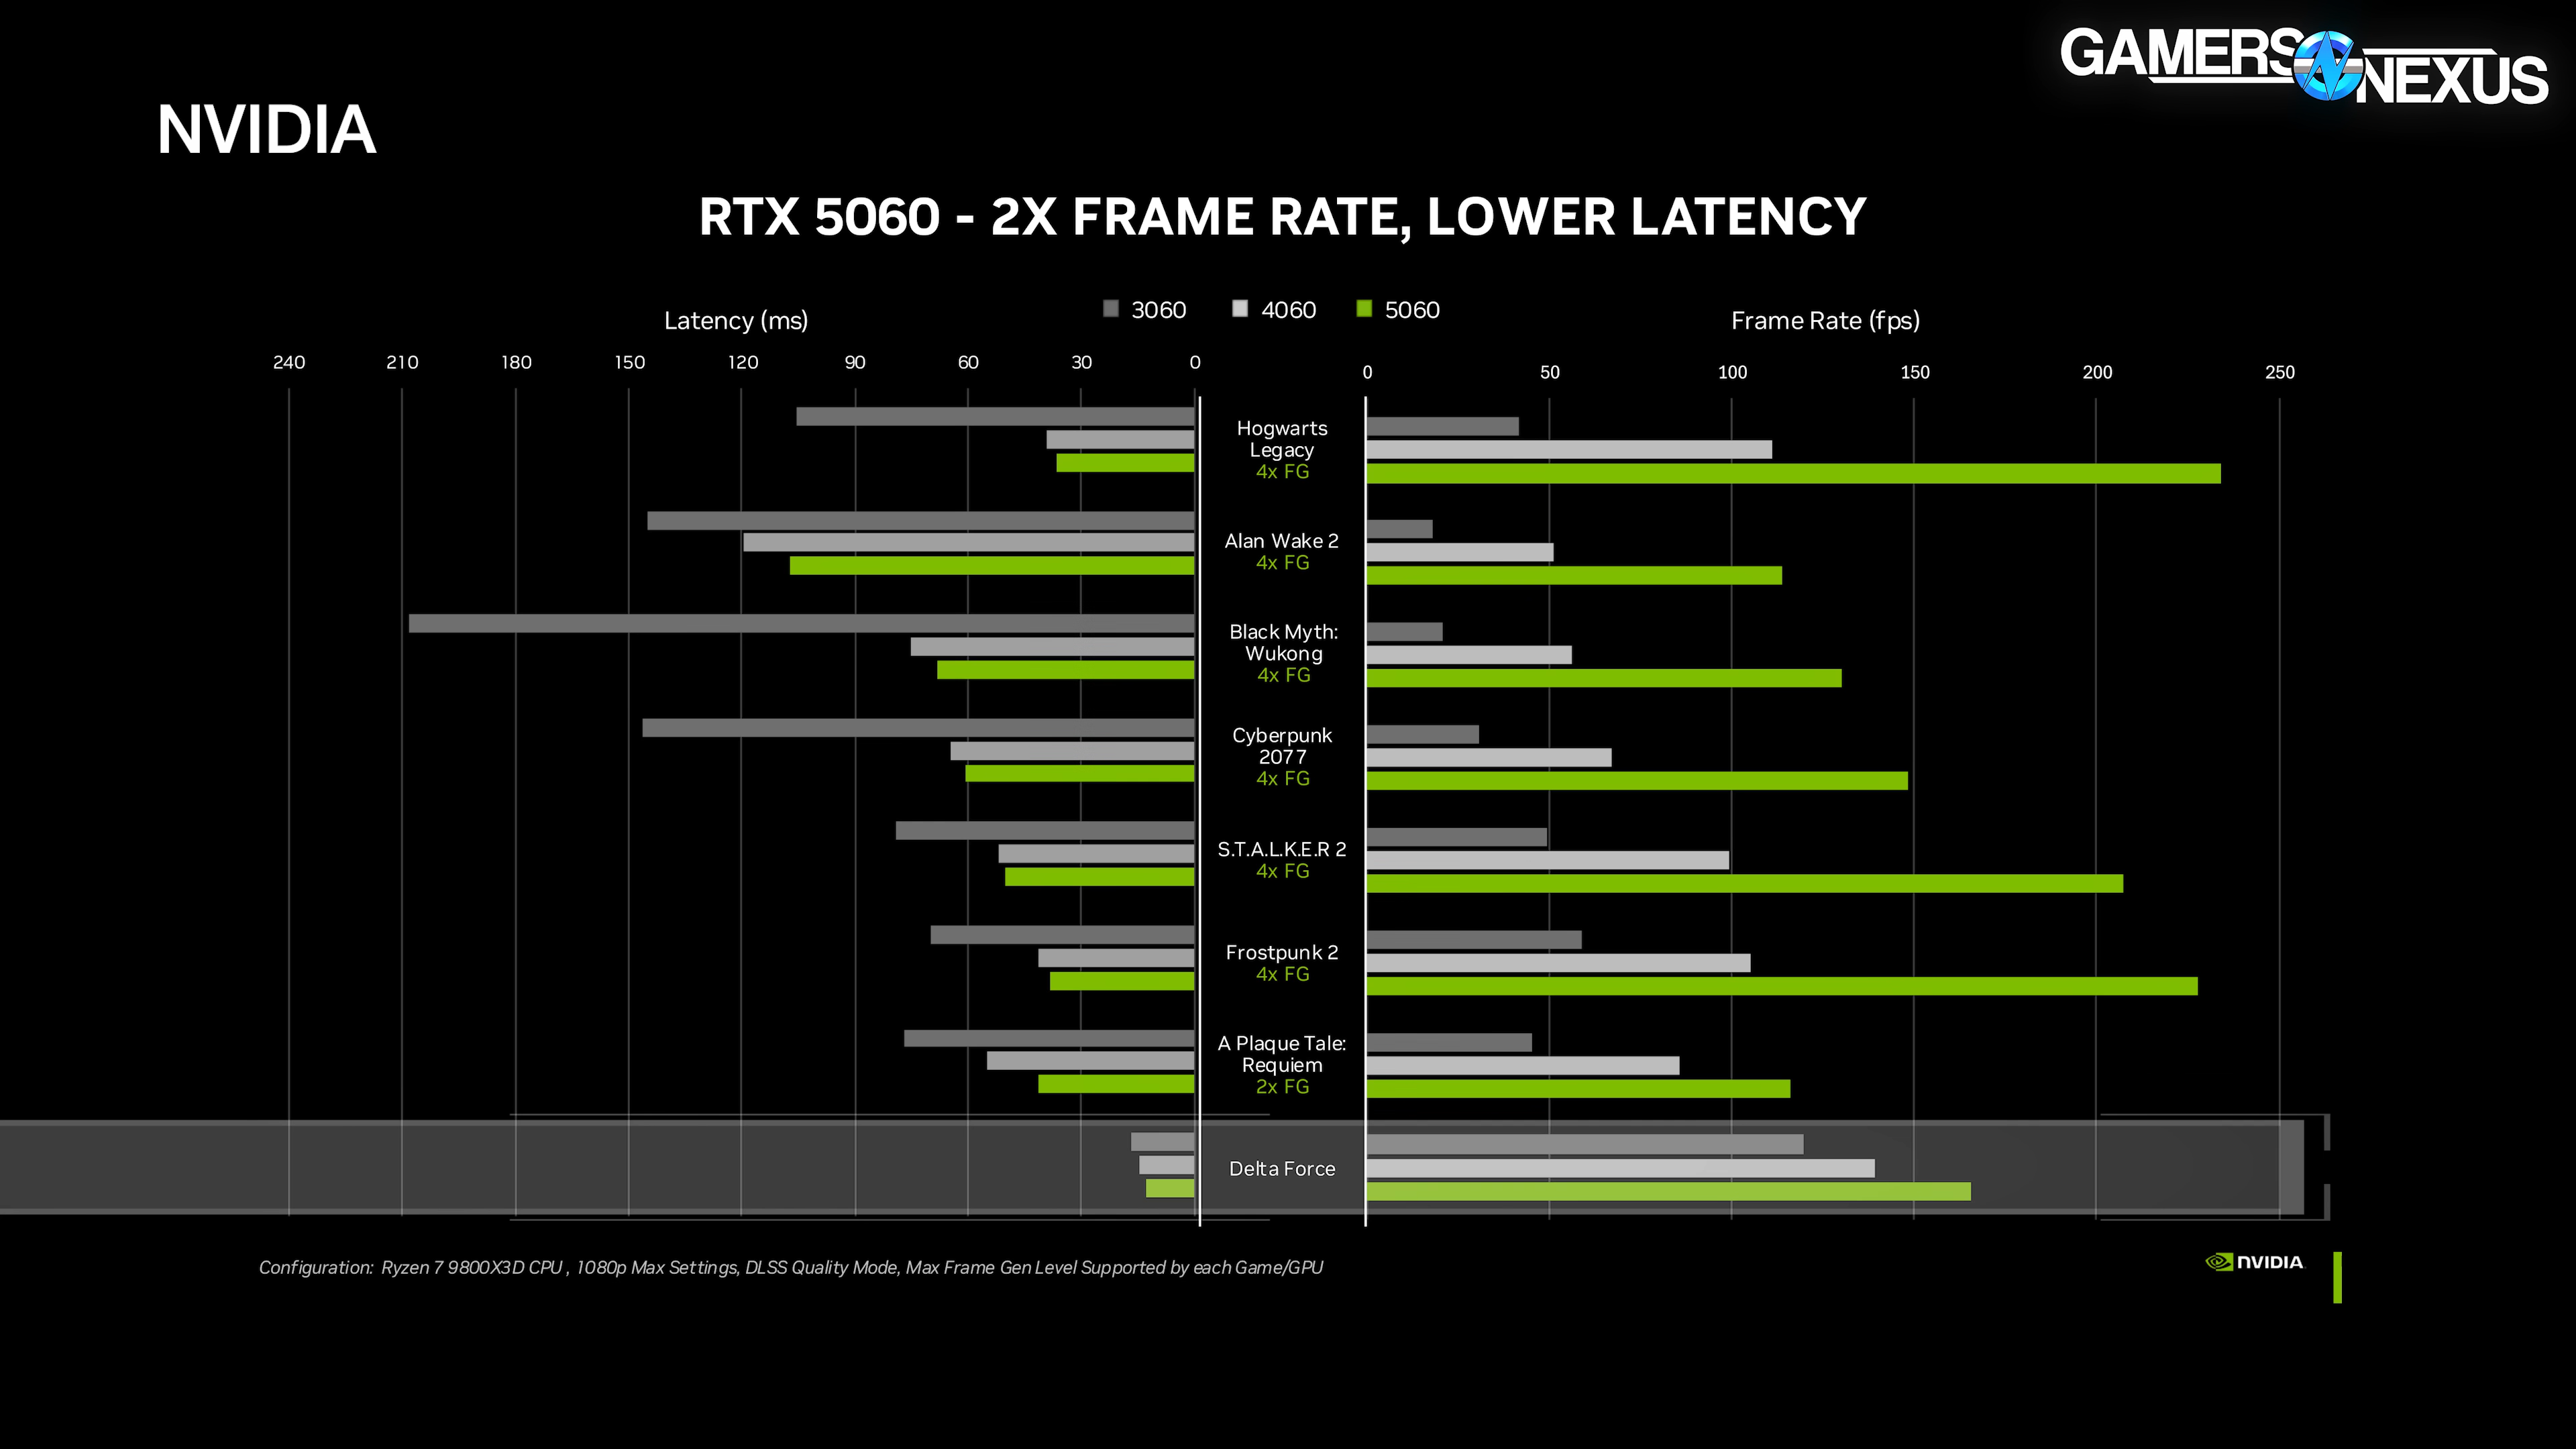 GAMERS NEXUS
NVIDIA
RTX 5060 - 2X FRAME RATE, LOWER LATENCY
3060 4060 5060
Latency (ms)
Frame Rate (fps)
240 210 180 150 120 90 60 30 0
0 50 100 150 200 250
Hogwarts
Legacy
4x FG
Alan Wake 2
4x FG
Black Myth:
Wukong
4x FG
Cyberpunk
2077
4x FG
S.T.A.L.K.E.R 2
4x FG
Frostpunk 2
4x FG
A Plaque Tale:
Requiem
2x FG
Delta Force
Configuration: Ryzen 7 9800X3D CPU , 1080p Max Settings, DLSS Quality Mode, Max Frame Gen Level Supported by each Game/GPU
NVIDIA